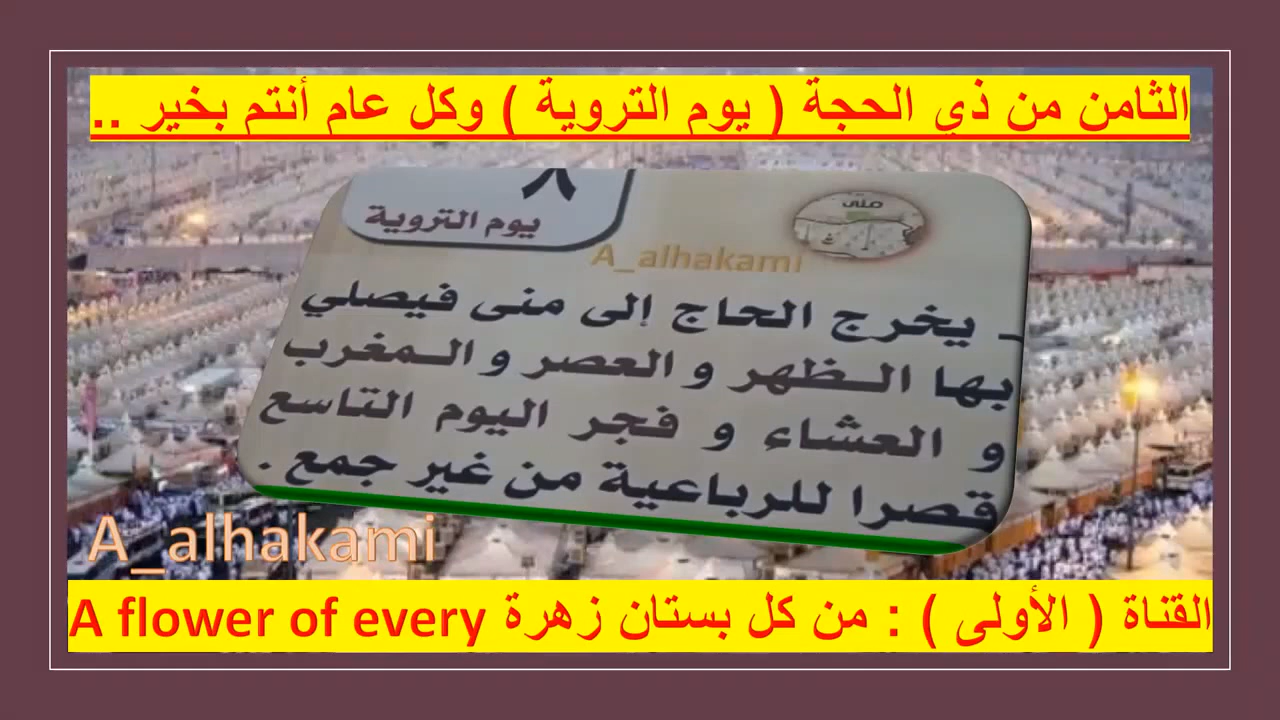 الثامن من ذي الحجة ( يوم التروية ) وكل عام أنتم بخير ..
٨
منى
يوم التروية
A_alhakami
ـ يخرج الحاج إلى منى فيصلي
بها الـظهر و العصر و الـمغرب
و العشاء و فجر اليوم التاسع
قصرا للرباعية من غير جمع .
A_alhakami
القناة ( الأولى ) : من كل بستان زهرة A flower of every